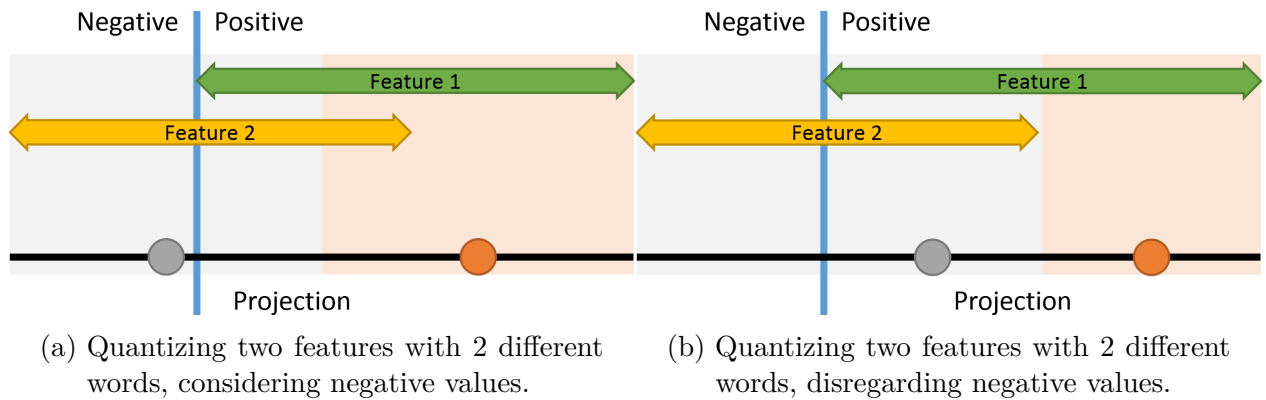 Negative Positive
Feature 1
Feature 2
Projection
(a) Quantizing two features with 2 different
words, considering negative values.
Negative Positive
Feature 1
Feature 2
Projection
(b) Quantizing two features with 2 different
words, disregarding negative values.